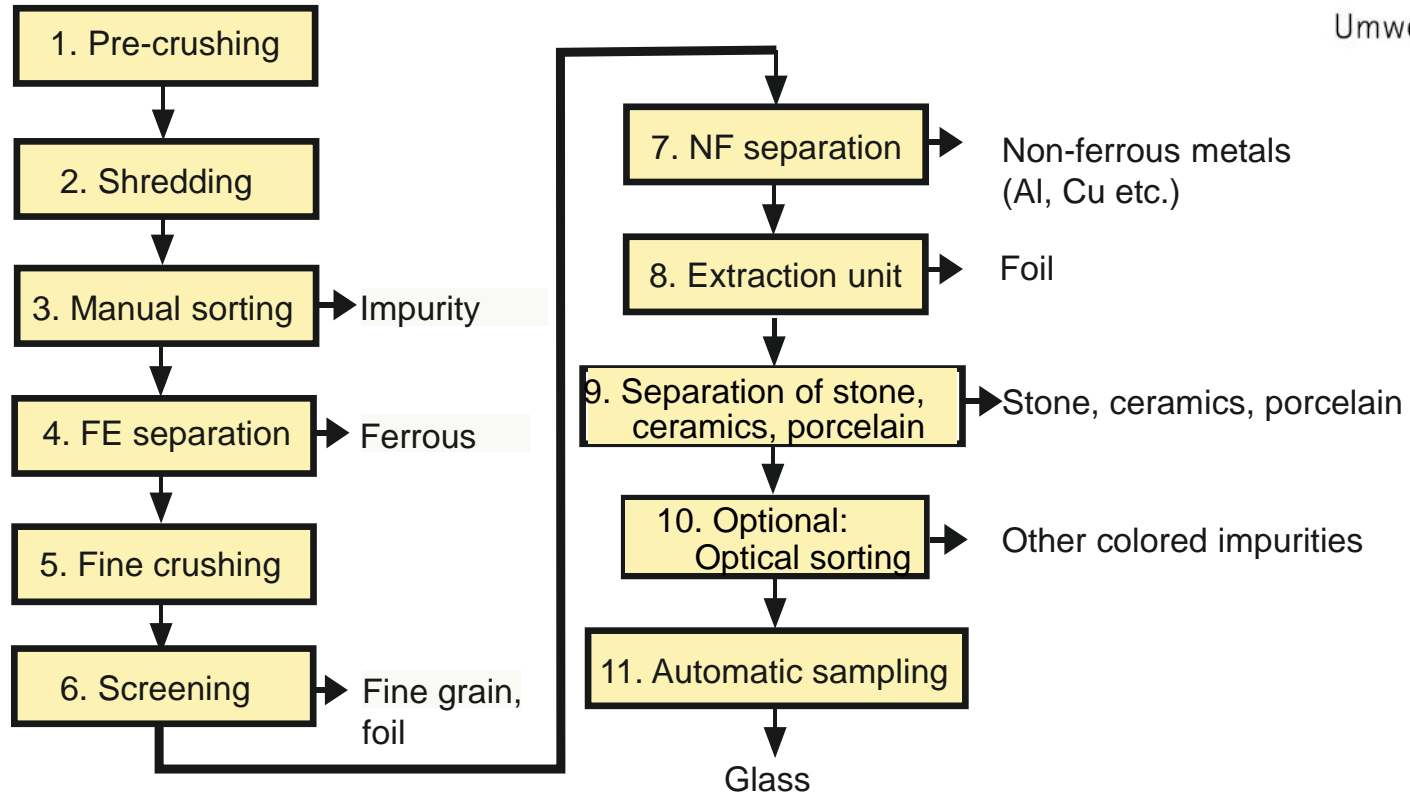 Umwe
1. Pre-crushing
2. Shredding
3. Manual sorting
Impurity
4. FE separation
Ferrous
5. Fine crushing
6. Screening
Fine grain,
foil
7. NF separation
Non-ferrous metals
(Al, Cu etc.)
8. Extraction unit
Foil
9. Separation of stone,
ceramics, porcelain
Stone, ceramics, porcelain
10. Optional:
Optical sorting
Other colored impurities
11. Automatic sampling
Glass